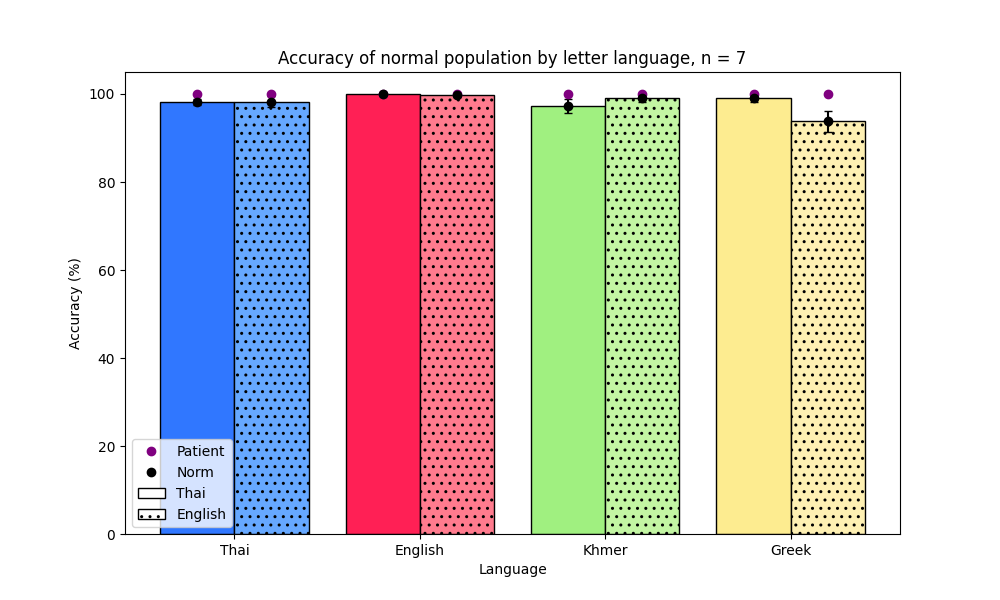 Accuracy of normal population by letter language, n = 7
Accuracy (%)
100
80
60
40
20
0
Patient
Norm
Thai
English
Thai
English
Khmer
Greek
Language